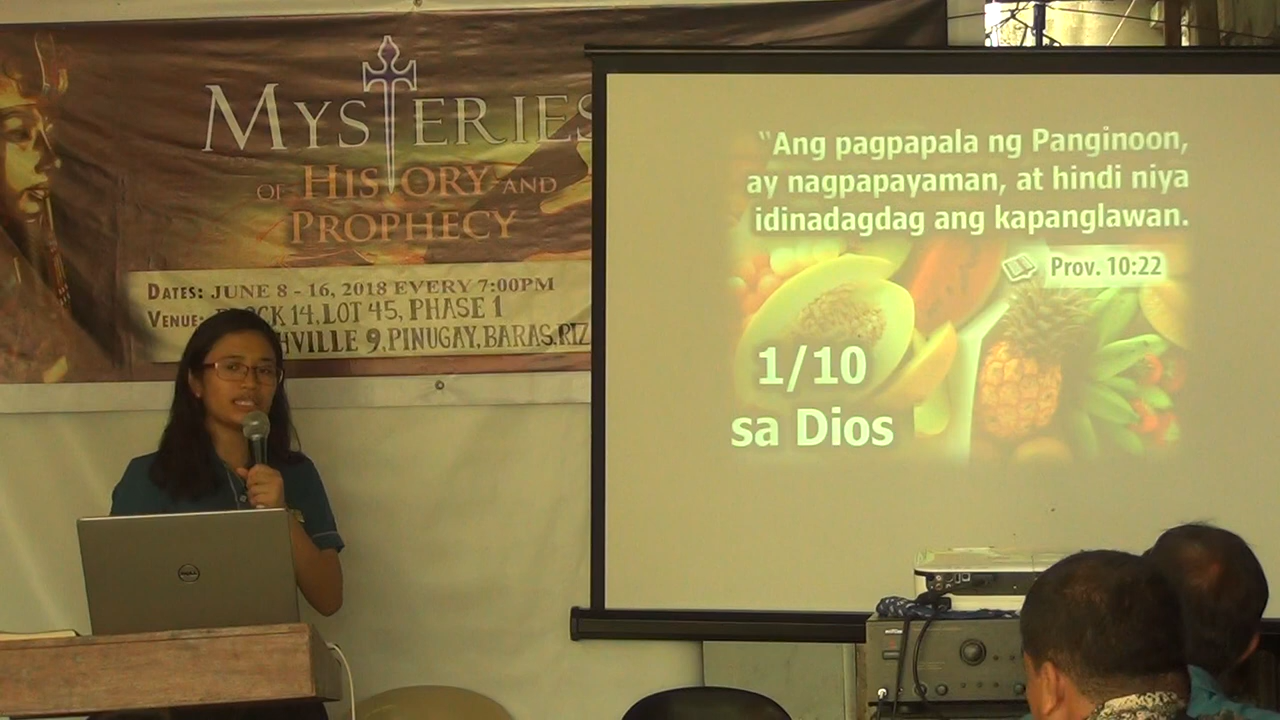 MYSTERIES
OF HISTORY AND
PROPHECY
DATES: JUNE 8 - 16, 2018 EVERY 7:00PM
VENUE: 14, LOT 45, PHASE 1
9, PINUGAY, BARAS, RIZ
"Ang pagpapala ng Panginoon,
ay nagpapayaman, at hindi niya
idinadagdag ang kapanglawan.
Prov. 10:22
1/10
sa Dios
DELL